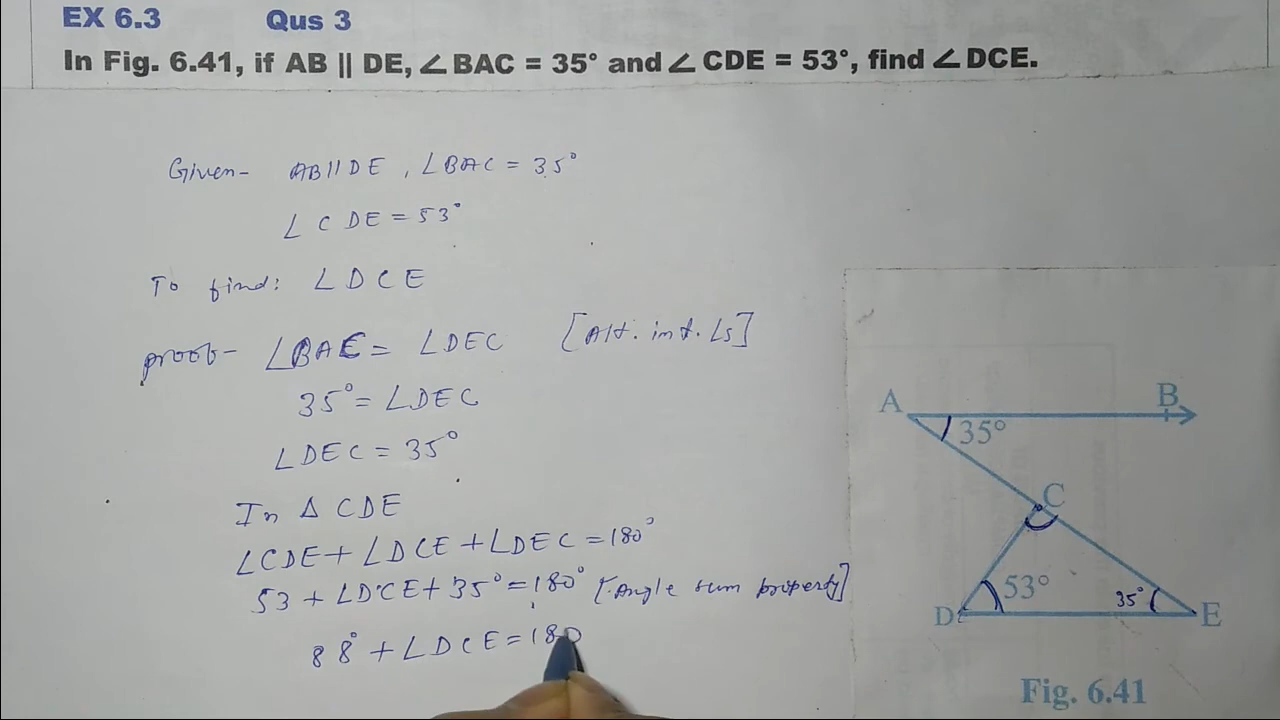 EX 6.3 Qus 3
In Fig. 6.41, if AB || DE, ∠BAC = 35° and ∠CDE = 53°, find ∠DCE.
Given- AB||DE, ∠BAC = 35°
∠CDE = 53°
To find: ∠DCE
proof- ∠BAC = ∠DEC [Alt. int. ∠s]
35° = ∠DEC
∠DEC = 35°
In Δ CDE
∠CDE + ∠DCE + ∠DEC = 180°
53 + ∠DCE + 35° = 180° [Angle sum property]
88° + ∠DCE = 180
A B
35°
C
53° 35°
D E
Fig. 6.41